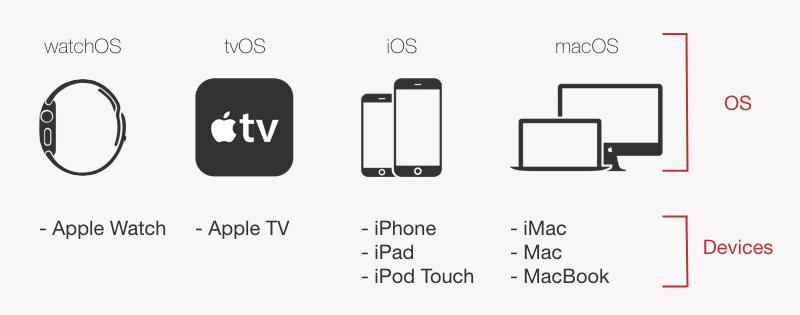 watchOS
tvOS
iOS
macOS
OS
tv
- Apple Watch
- Apple TV
- iPhone
- iPad
- iPod Touch
- iMac
- Mac
- MacBook
Devices